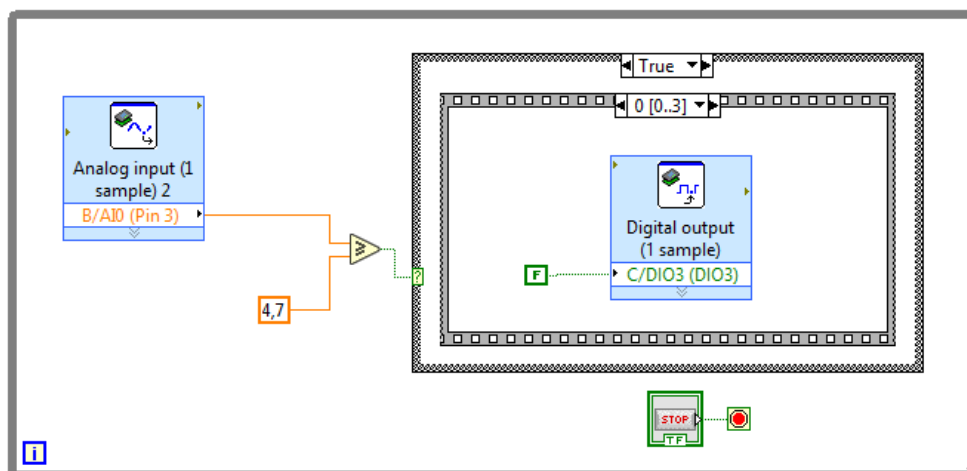 True
0 [0..3]
Analog input (1
sample) 2
B/AI0 (Pin 3)
Digital output
(1 sample)
F
C/DIO3 (DIO3)
?
4,7
STOP
TF
i